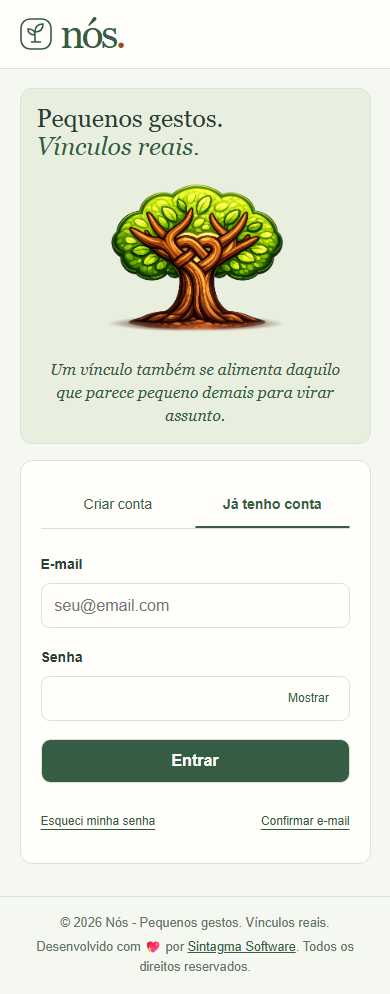 nós.
Pequenos gestos.
Vínculos reais.
Um vínculo também se alimenta daquilo
que parece pequeno demais para virar
assunto.
Criar conta
Já tenho conta
E-mail
seu@email.com
Senha
Mostrar
Entrar
Esqueci minha senha
Confirmar e-mail
© 2026 Nós - Pequenos gestos. Vínculos reais.
Desenvolvido com 💖 por Sintagma Software. Todos os
direitos reservados.